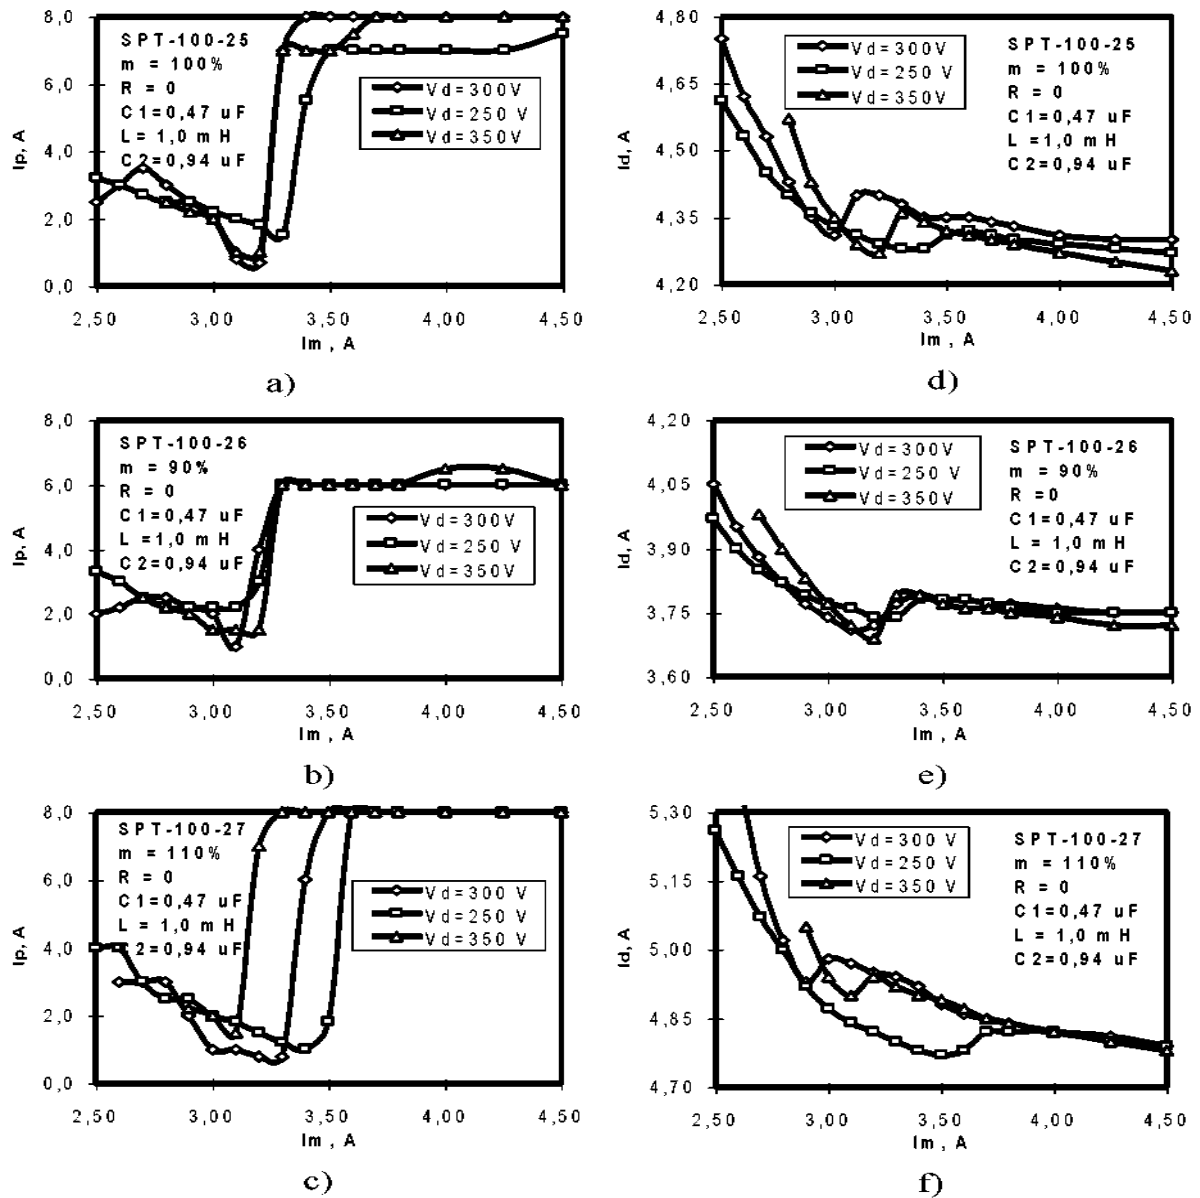 8,0
6,0
4,0
2,0
0,0
Ip, A
SPT-100-25
m = 100%
R = 0
C1=0,47 uF
L= 1,0 mH
C2=0,94 uF
Vd=300V
Vd=250 V
Vd=350V
2,50 3,00 3,50 4,00 4,50
Im, A
a)
4,80
4,65
4,50
4,35
4,20
Id, A
Vd=300V
Vd=250 V
Vd=350V
SPT-100-25
m = 100%
R = 0
C1=0,47 uF
L= 1,0 mH
C2=0,94 uF
2,50 3,00 3,50 4,00 4,50
Im, A
d)
8,0
6,0
4,0
2,0
0,0
Ip, A
SPT-100-26
m = 90%
R = 0
C1=0,47 uF
L = 1,0 mH
C2=0,94 uF
Vd=300V
Vd=250 V
Vd=350V
2,50 3,00 3,50 4,00 4,50
Im, A
b)
4,20
4,05
3,90
3,75
3,60
Id, A
Vd=300V
Vd=250 V
Vd=350V
SPT-100-26
m = 90%
R = 0
C1=0,47 uF
L = 1,0 mH
C2=0,94 uF
2,50 3,00 3,50 4,00 4,50
Im, A
e)
8,0
6,0
4,0
2,0
0,0
Ip, A
SPT-100-27
m = 110%
R = 0
C1=0,47 uF
L = 1,0 mH
C2=0,94 uF
Vd=300 V
Vd=250 V
Vd=350 V
2,50 3,00 3,50 4,00 4,50
Im, A
c)
5,30
5,15
5,00
4,85
4,70
Id, A
Vd=300 V
Vd=250 V
Vd=350 V
SPT-100-27
m = 110%
R = 0
C1=0,47 uF
L = 1,0 mH
C2=0,94 uF
2,50 3,00 3,50 4,00 4,50
Im, A
f)